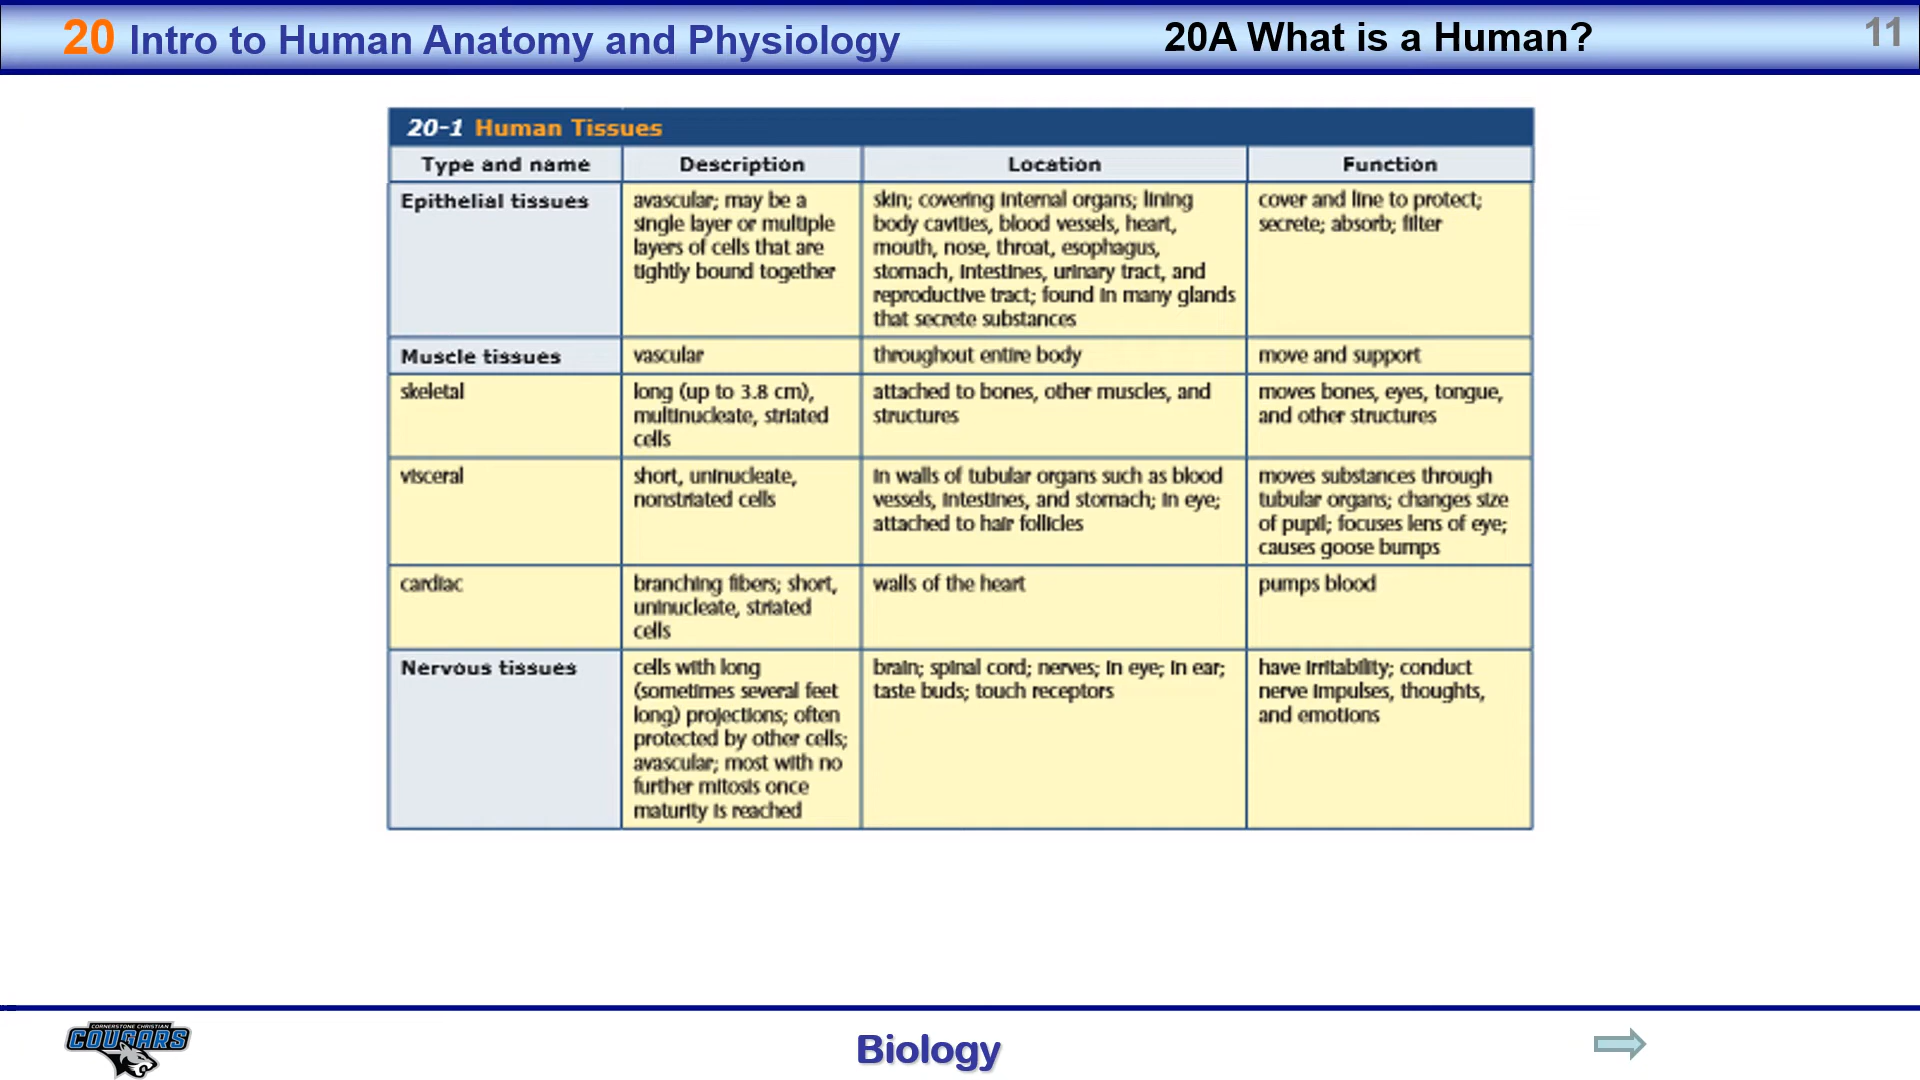 20 Intro to Human Anatomy and Physiology
20A What is a Human?
11
20-1 Human Tissues
Type and name
Description
Location
Function
Epithelial tissues
avascular; may be a
single layer or multiple
layers of cells that are
tightly bound together
skin; covering internal organs; lining
body cavities, blood vessels, heart,
mouth, nose, throat, esophagus,
stomach, intestines, urinary tract, and
reproductive tract; found in many glands
that secrete substances
cover and line to protect;
secrete; absorb; filter
Muscle tissues
vascular
throughout entire body
move and support
skeletal
long (up to 3.8 cm),
multinucleate, striated
cells
attached to bones, other muscles, and
structures
moves bones, eyes, tongue,
and other structures
visceral
short, uninucleate,
nonstriated cells
in walls of tubular organs such as blood
vessels, intestines, and stomach; in eye;
attached to hair follicles
moves substances through
tubular organs; changes size
of pupil; focuses lens of eye;
causes goose bumps
cardiac
branching fibers; short,
uninucleate, striated
cells
walls of the heart
pumps blood
Nervous tissues
cells with long
(sometimes several feet
long) projections; often
protected by other cells;
avascular; most with no
further mitosis once
maturity is reached
brain; spinal cord; nerves; in eye; in ear;
taste buds; touch receptors
have irritability; conduct
nerve impulses, thoughts,
and emotions
CORNERSTONE CHRISTIAN
COUGARS
Biology